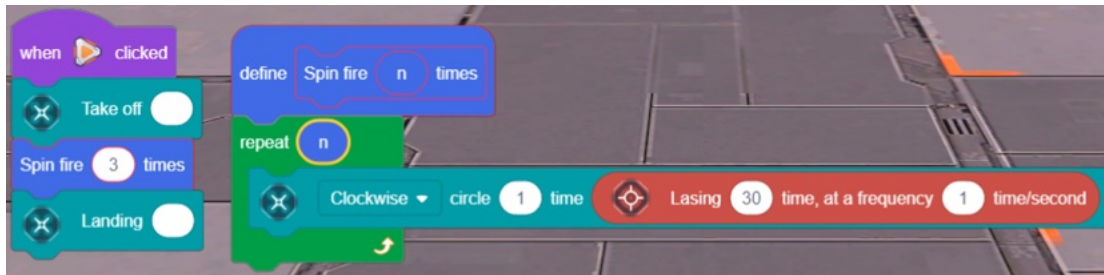 when clicked
Take off
Spin fire 3 times
Landing
define Spin fire n times
repeat n
Clockwise circle 1 time Lasing 30 time, at a frequency 1 time/second